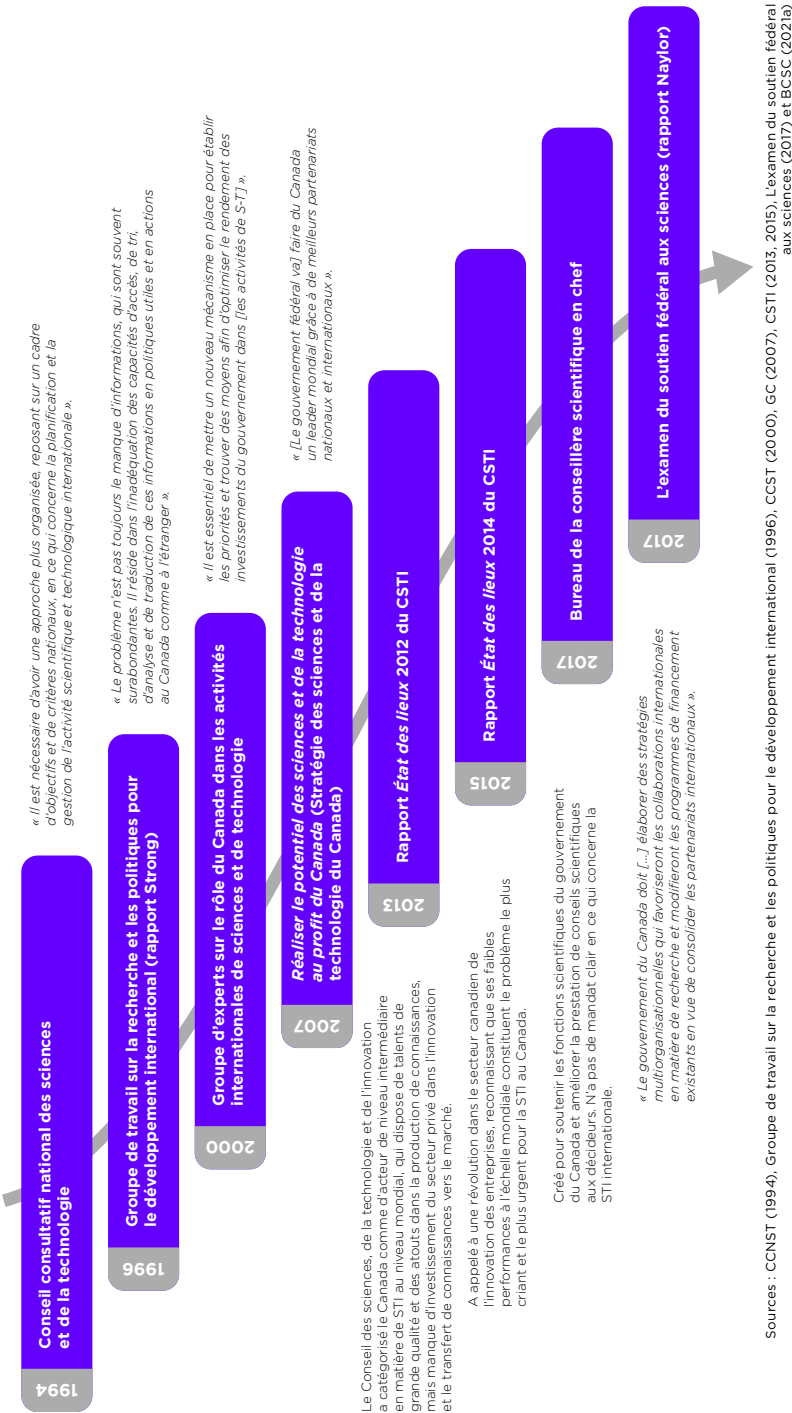 1994
Conseil consultatif national des sciences
et de la technologie
« Il est nécessaire d'avoir une approche plus organisée, reposant sur un cadre
d'objectifs et de critères nationaux, en ce qui concerne la planification et la
gestion de l'activité scientifique et technologique internationale ».
1996
Groupe de travail sur la recherche et les politiques pour
le développement international (rapport Strong)
« Le problème n'est pas toujours le manque d'informations, qui sont souvent
surabondantes. Il réside dans l'inadéquation des capacités d'accès, de tri,
d'analyse et de traduction de ces informations en politiques utiles et en actions
au Canada comme à l'étranger ».
2000
Groupe d'experts sur le rôle du Canada dans les activités
internationales de sciences et de technologie
« Il est essentiel de mettre un nouveau mécanisme en place pour établir
les priorités et trouver des moyens afin d'optimiser le rendement des
investissements du gouvernement dans [les activités de S-T] ».
2007
Réaliser le potentiel des sciences et de la technologie
au profit du Canada (Stratégie des sciences et de la
technologie du Canada)
« [Le gouvernement fédéral va] faire du Canada
un leader mondial grâce à de meilleurs partenariats
nationaux et internationaux ».
Le Conseil des sciences, de la technologie et de l'innovation
a catégorisé le Canada comme d'acteur de niveau intermédiaire
en matière de STI au niveau mondial, qui dispose de talents de
grande qualité et des atouts dans la production de connaissances,
mais manque d'investissement du secteur privé dans l'innovation
et le transfert de connaissances vers le marché.
2013
Rapport État des lieux 2012 du CSTI
A appelé à une révolution dans le secteur canadien de
l'innovation des entreprises, reconnaissant que ses faibles
performances à l'échelle mondiale constituent le problème le plus
criant et le plus urgent pour la STI au Canada.
2015
Rapport État des lieux 2014 du CSTI
Créé pour soutenir les fonctions scientifiques du gouvernement
du Canada et améliorer la prestation de conseils scientifiques
aux décideurs. N'a pas de mandat clair en ce qui concerne la
STI internationale.
2017
Bureau de la conseillère scientifique en chef
« Le gouvernement du Canada doit [...] élaborer des stratégies
multiorganisationnelles qui favoriseront les collaborations internationales
en matière de recherche et modifieront les programmes de financement
existants en vue de consolider les partenariats internationaux ».
2017
L'examen du soutien fédéral aux sciences (rapport Naylor)
Sources : CCNST (1994), Groupe de travail sur la recherche et les politiques pour le développement international (1996), CCST (2000), GC (2007), CSTI (2013, 2015), L'examen du soutien fédéral
aux sciences (2017) et BCSC (2021a)